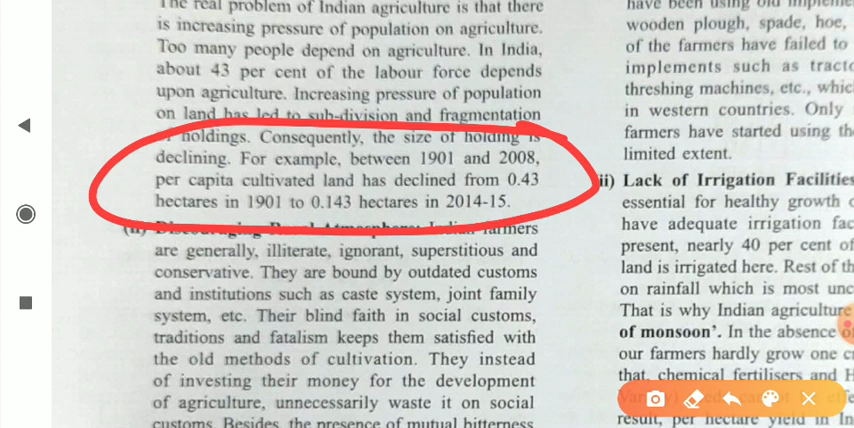 The real problem of Indian agriculture is that there
is increasing pressure of population on agriculture.
Too many people depend on agriculture. In India,
about 43 per cent of the labour force depends
upon agriculture. Increasing pressure of population
on land has led to sub-division and fragmentation
holdings. Consequently, the size of holding is
declining. For example, between 1901 and 2008,
per capita cultivated land has declined from 0.43
hectares in 1901 to 0.143 hectares in 2014-15.
(ii) Discouraging Rural Atmosphere: Indian farmers
are generally, illiterate, ignorant, superstitious and
conservative. They are bound by outdated customs
and institutions such as caste system, joint family
system, etc. Their blind faith in social customs,
traditions and fatalism keeps them satisfied with
the old methods of cultivation. They instead
of investing their money for the development
of agriculture, unnecessarily waste it on social
customs. Besides, the presence of mutual bitterness
have been using old
wooden plough, spade, hoe,
of the farmers have failed to
implements such as
threshing machines, etc.,
in western countries. Only
farmers have started using
limited extent.
ii) Lack of Irrigation Facilities
essential for healthy growth
have adequate irrigation
present, nearly 40 per cent of
land is irrigated here. Rest of
on rainfall which is most
That is why Indian agriculture
of monsoon'. In the absence
our farmers hardly grow one
that, chemical fertilisers and
result, per hectare yield in